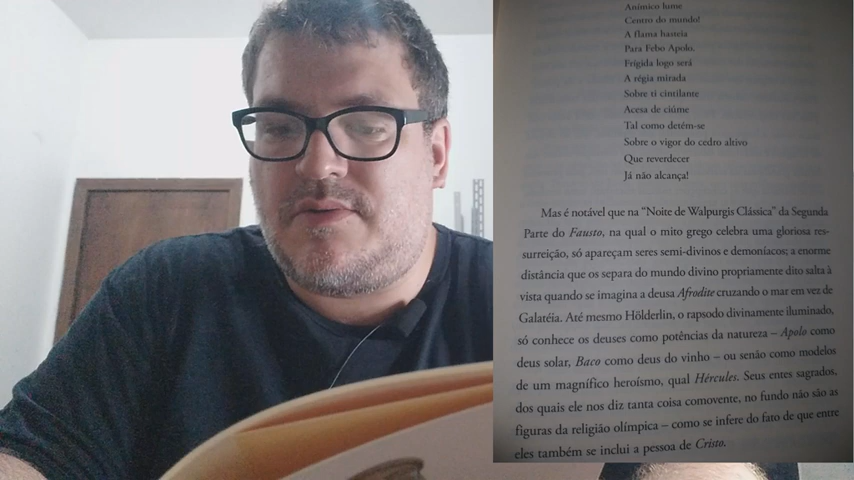 Anímico lume
Centro do mundo!
A flama hasteia
Para Febo Apolo.
Frígida logo será
A régia mirada
Sobre ti cintilante
Acesa de ciúme
Tal como detém-se
Sobre o vigor do cedro altivo
Que reverdecer
Já não alcança!
Mas é notável que na “Noite de Walpurgis Clássica” da Segunda
Parte do Fausto, na qual o mito grego celebra uma gloriosa res-
surreição, só apareçam seres semi-divinos e demoníacos; a enorme
distância que os separa do mundo divino propriamente dito salta à
vista quando se imagina a deusa Afrodite cruzando o mar em vez de
Galatéia. Até mesmo Hölderlin, o rapsodo divinamente iluminado,
só conhece os deuses como potências da natureza – Apolo como
deus solar, Baco como deus do vinho – ou senão como modelos
de um magnífico heroísmo, qual Hércules. Seus entes sagrados,
dos quais ele nos diz tanta coisa comovente, no fundo não são as
figuras da religião olímpica – como se infere do fato de que entre
eles também se inclui a pessoa de Cristo.